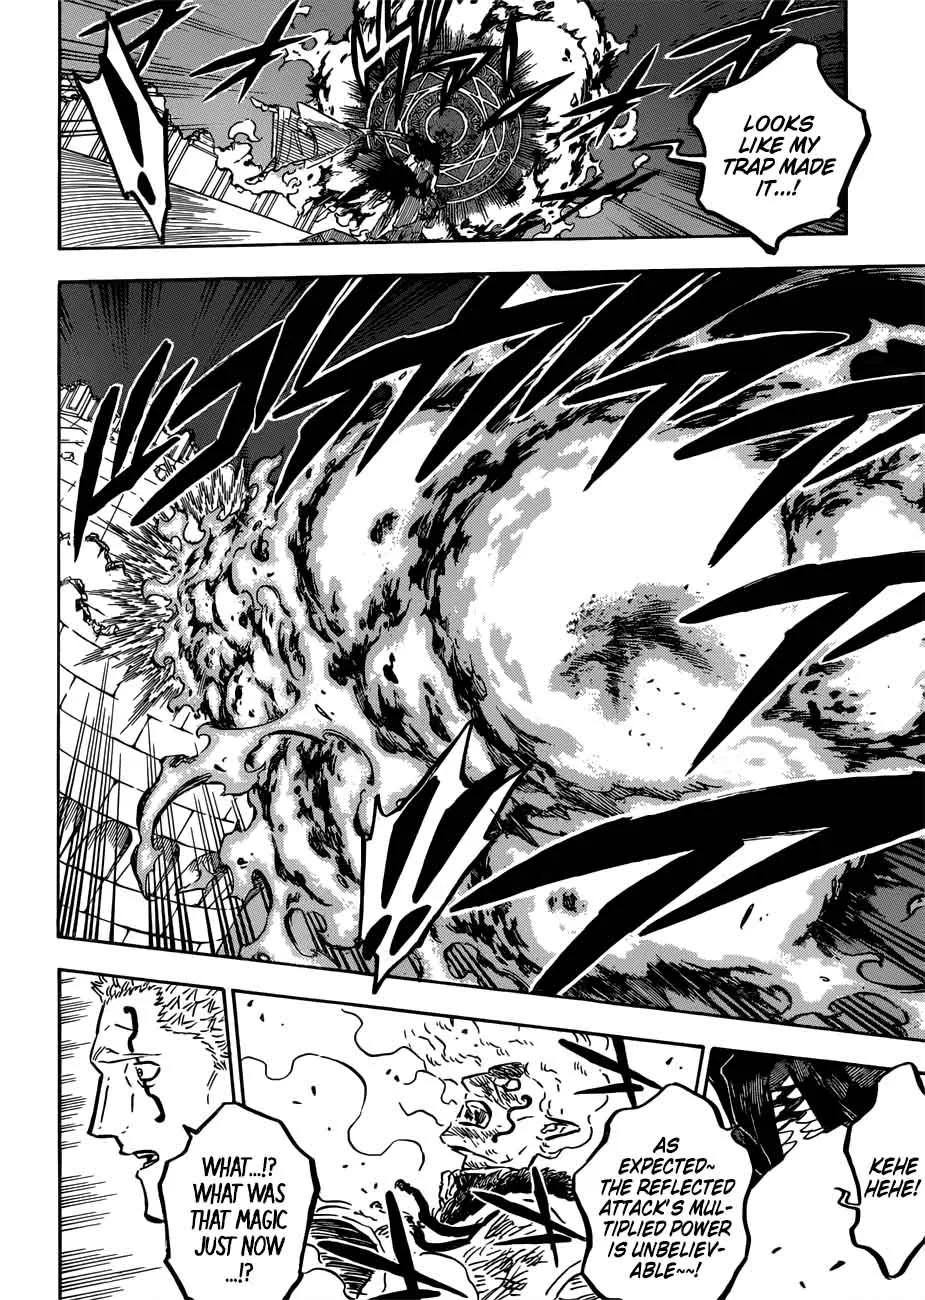 LOOKS
LIKE MY
TRAP MADE
IT...!
KEHE
HEHE!
AS
EXPECTED~
THE REFLECTED
ATTACK'S MUL-
TIPLIED POWER
IS UNBELIEV-
ABLE~~!
WHAT...!?
WHAT WAS
THAT MAGIC
JUST NOW
...!?